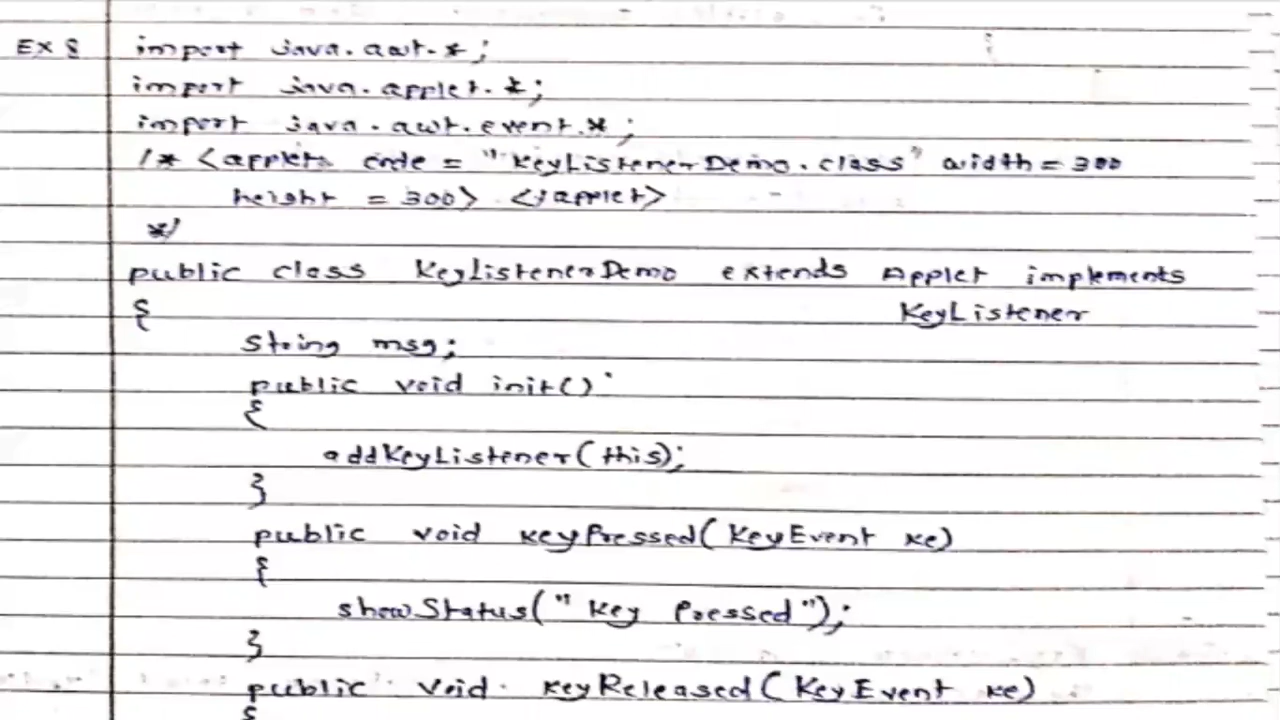 EX 8 import java.awt.*;
import java.applet.*;
import java.awt.event.*;
/* <applet code = "KeyListenerDemo.class" width = 300
height = 300> </applet>
*/
public class KeyListenerDemo extends Applet implements
{ KeyListener
String msg;
public void init()
{
addKeyListener(this);
}
public void keyPressed(KeyEvent ke)
{
showStatus(" Key Pressed");
}
public void keyReleased(KeyEvent ke)
{